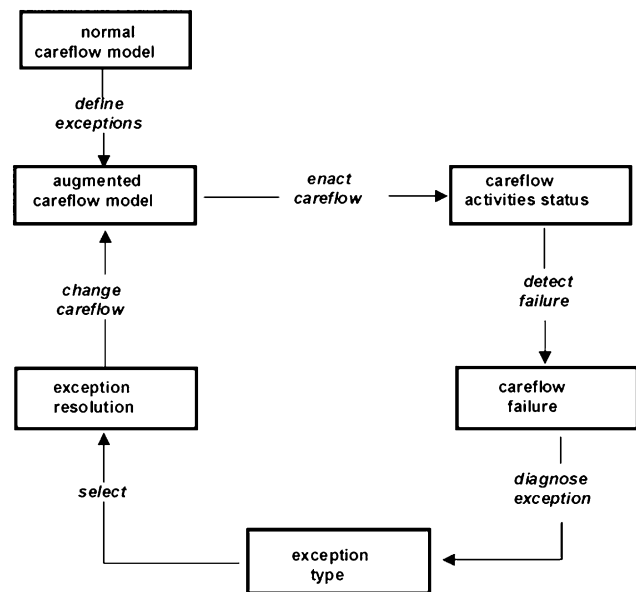 normal
careflow model
define
exceptions
augmented
careflow model
enact
careflow
careflow
activities status
change
careflow
detect
failure
exception
resolution
careflow
failure
select
diagnose
exception
exception
type